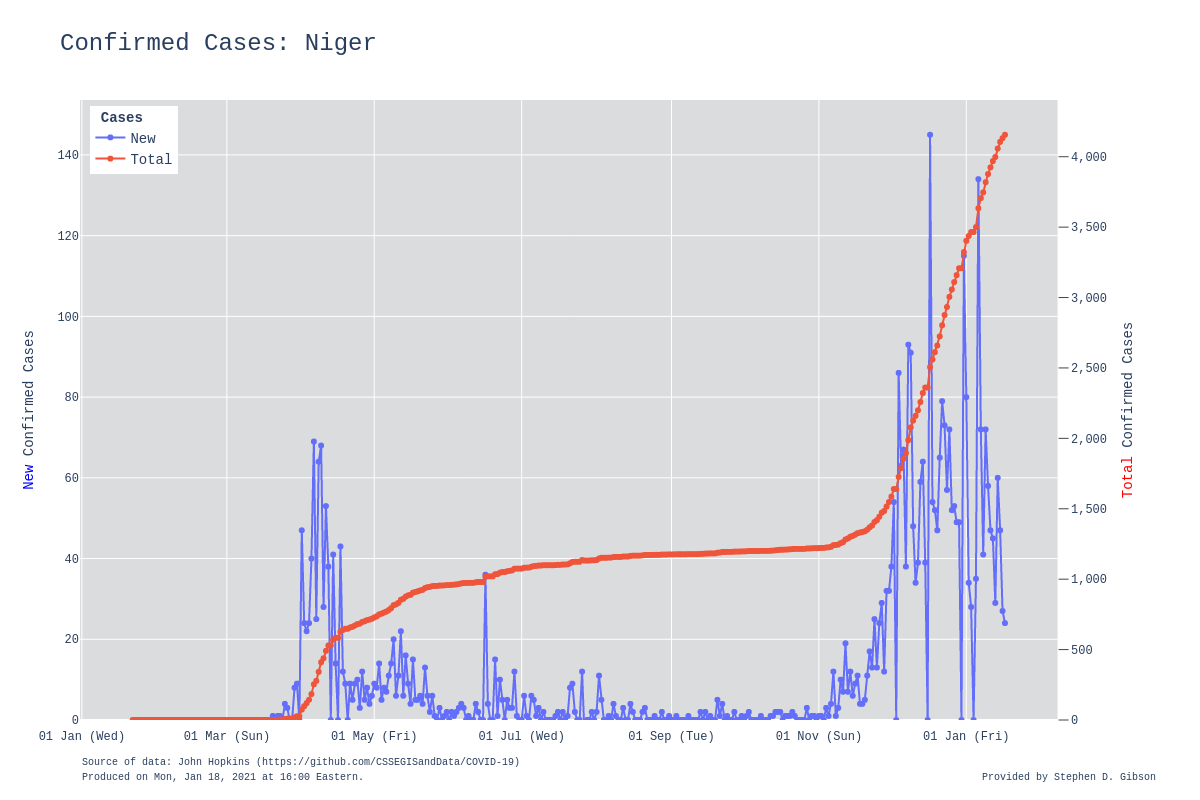 Confirmed Cases: Niger
Cases
New
Total
140
120
100
80
60
40
20
0
4,000
3,500
3,000
2,500
2,000
1,500
1,000
500
0
New Confirmed Cases
Total Confirmed Cases
01 Jan (Wed)
01 Mar (Sun)
01 May (Fri)
01 Jul (Wed)
01 Sep (Tue)
01 Nov (Sun)
01 Jan (Fri)
Source of data: John Hopkins (https://github.com/CSSEGISandData/COVID-19)
Produced on Mon, Jan 18, 2021 at 16:00 Eastern.
Provided by Stephen D. Gibson